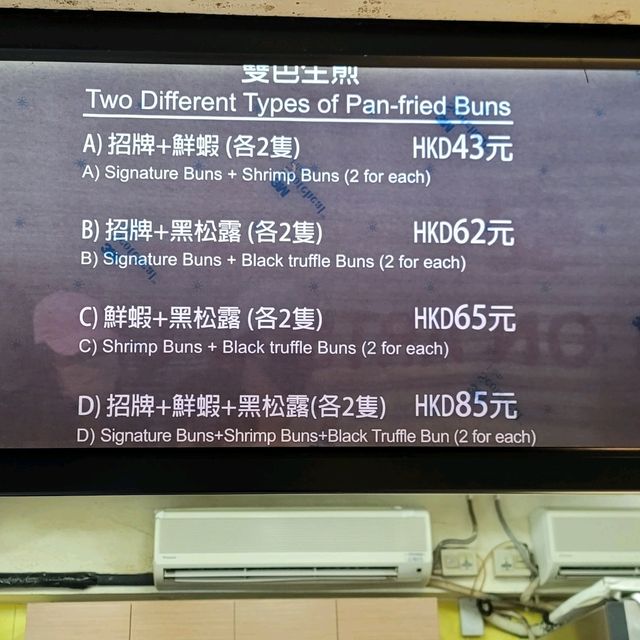 雙色生煎
Two Different Types of Pan-fried Buns
A) 招牌+鮮蝦 (各2隻) HKD43元
A) Signature Buns + Shrimp Buns (2 for each)
B) 招牌+黑松露 (各2隻) HKD62元
B) Signature Buns + Black truffle Buns (2 for each)
C) 鮮蝦+黑松露 (各2隻) HKD65元
C) Shrimp Buns + Black truffle Buns (2 for each)
D) 招牌+鮮蝦+黑松露(各2隻) HKD85元
D) Signature Buns+Shrimp Buns+Black Truffle Bun (2 for each)